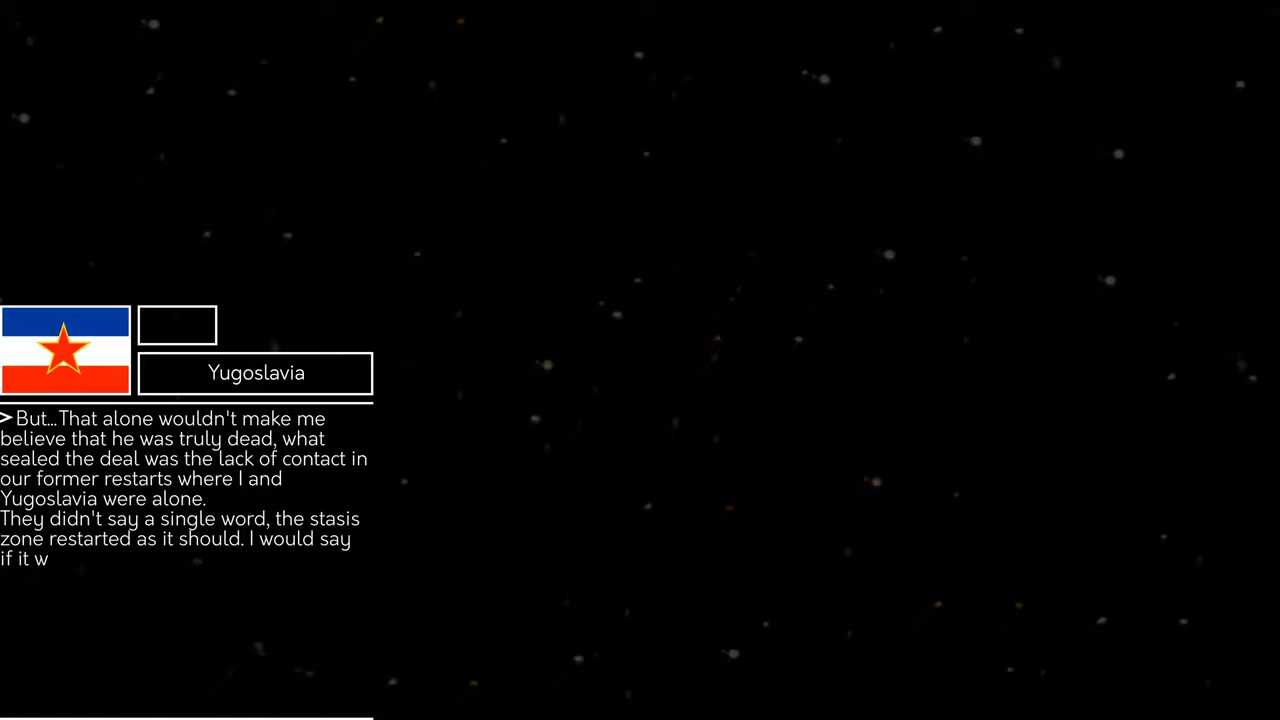 Yugoslavia
>But...That alone wouldn't make me
believe that he was truly dead, what
sealed the deal was the lack of contact in
our former restarts where I and
Yugoslavia were alone.
They didn't say a single word, the stasis
zone restarted as it should. I would say
if it w